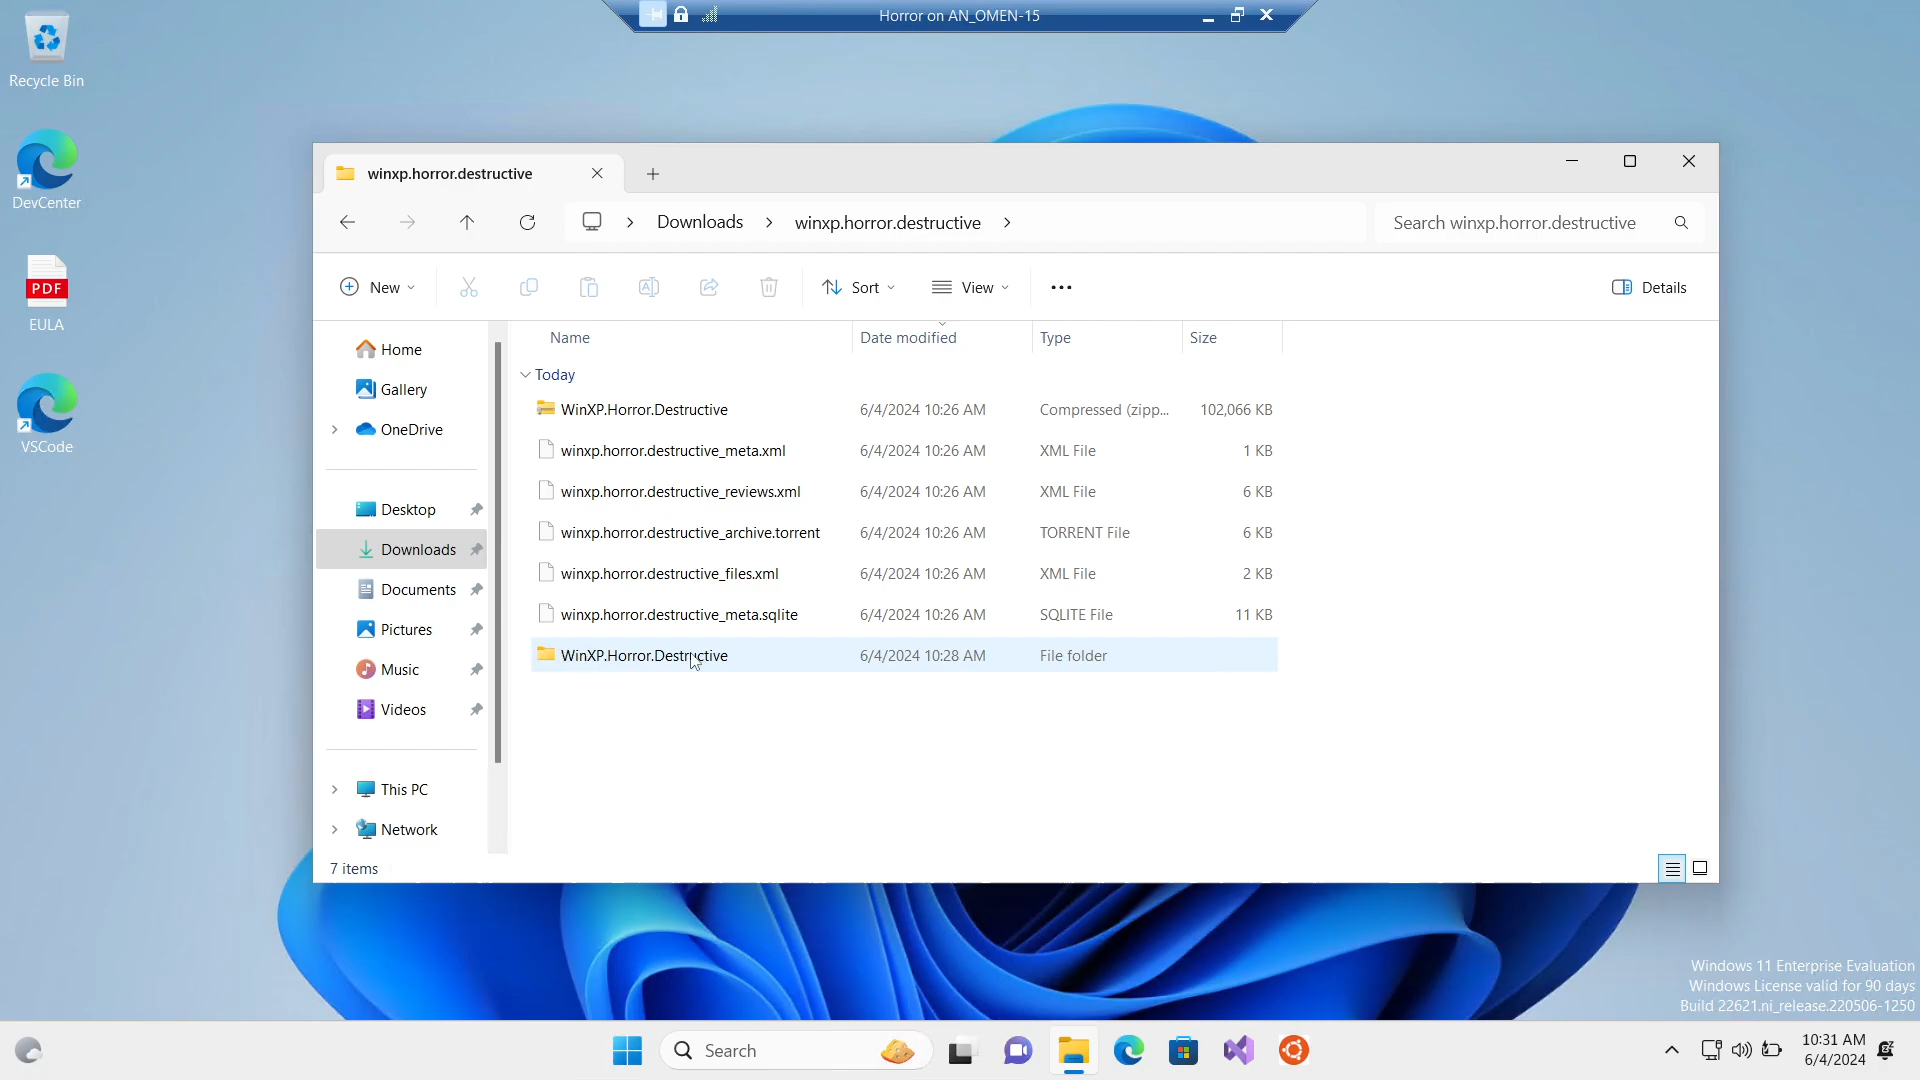 Horror on AN_OMEN-15
Recycle Bin
DevCenter
PDF
EULA
VSCode
winxp.horror.destructive
Downloads
winxp.horror.destructive
Search winxp.horror.destructive
New
Sort
View
Details
Home
Gallery
OneDrive
Desktop
Downloads
Documents
Pictures
Music
Videos
This PC
Network
Name Date modified Type Size
Today
WinXP.Horror.Destructive 6/4/2024 10:26 AM Compressed (zipp... 102,066 KB
winxp.horror.destructive_meta.xml 6/4/2024 10:26 AM XML File 1 KB
winxp.horror.destructive_reviews.xml 6/4/2024 10:26 AM XML File 6 KB
winxp.horror.destructive_archive.torrent 6/4/2024 10:26 AM TORRENT File 6 KB
winxp.horror.destructive_files.xml 6/4/2024 10:26 AM XML File 2 KB
winxp.horror.destructive_meta.sqlite 6/4/2024 10:26 AM SQLITE File 11 KB
WinXP.Horror.Destructive 6/4/2024 10:28 AM File folder
7 items
Windows 11 Enterprise Evaluation
Windows License valid for 90 days
Build 22621.ni_release.220506-1250
Search
10:31 AM
6/4/2024